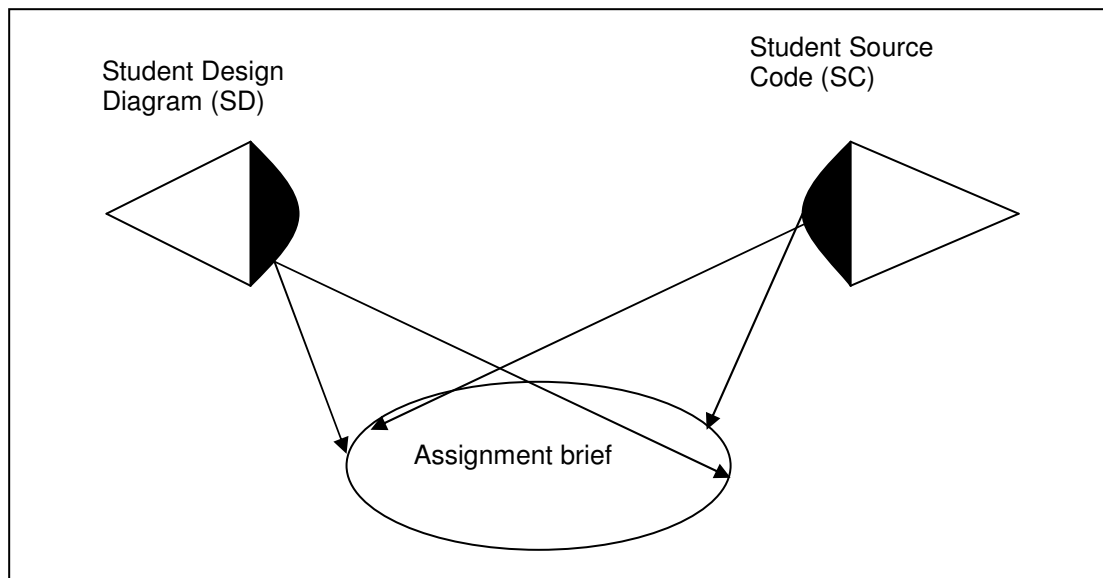 Student Design
Diagram (SD)
Student Source
Code (SC)
Assignment brief